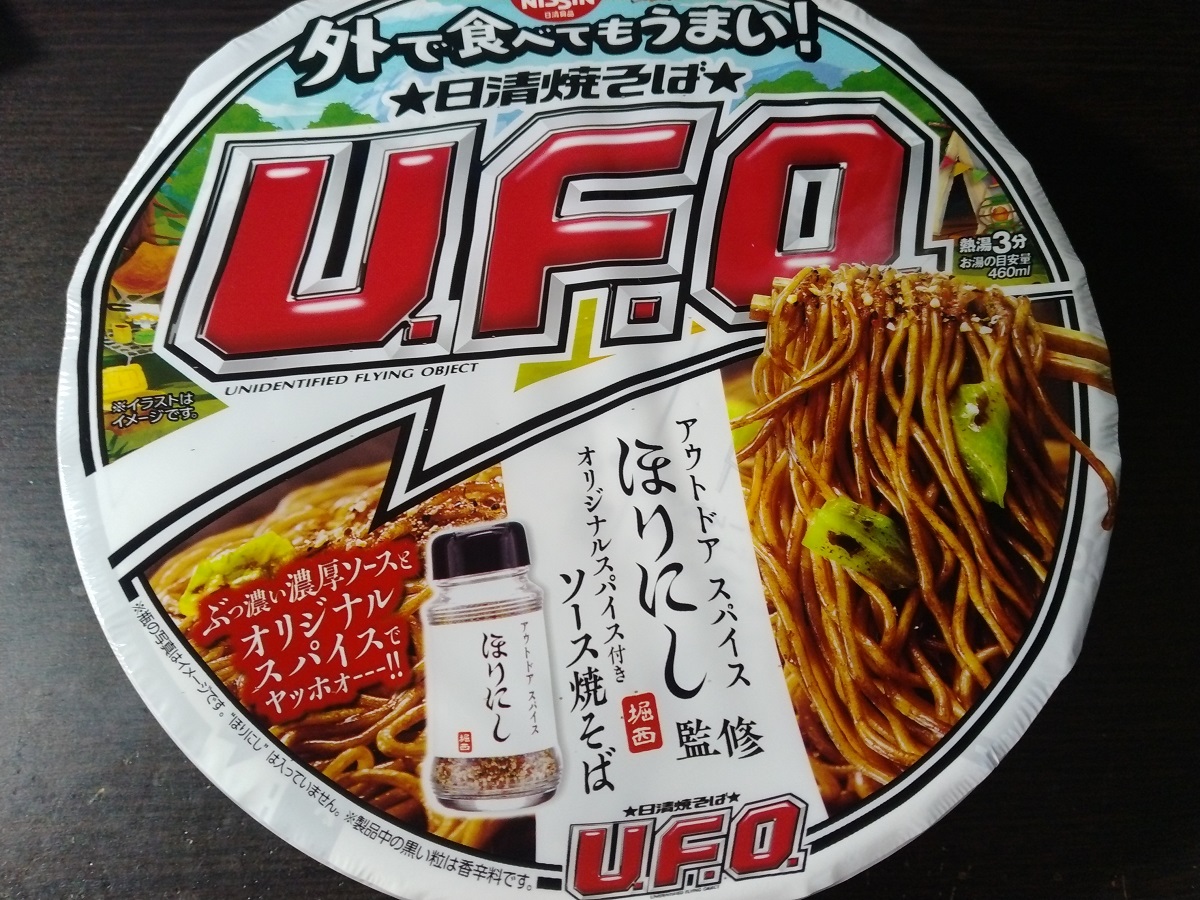 NISSIN
日清食品
外で食べてもうまい!
★日清焼そば★
U.F.O.
UNIDENTIFIED FLYING OBJECT
熱湯3分
お湯の目安量
460ml
※イラストは
イメージです。
アウトドア スパイス
ほりにし
監修
堀西
オリジナルスパイス付き
ソース焼そば
ぶっ濃い濃厚ソースと
オリジナル
スパイスで
ヤッホォーーー!!
アウトドア スパイス
ほりにし
堀西
※瓶の写真はイメージです。"ほりにし"は入っていません。※製品中の黒い粒は香辛料です。
★日清焼そば★
U.F.O.
UNIDENTIFIED FLYING OBJECT